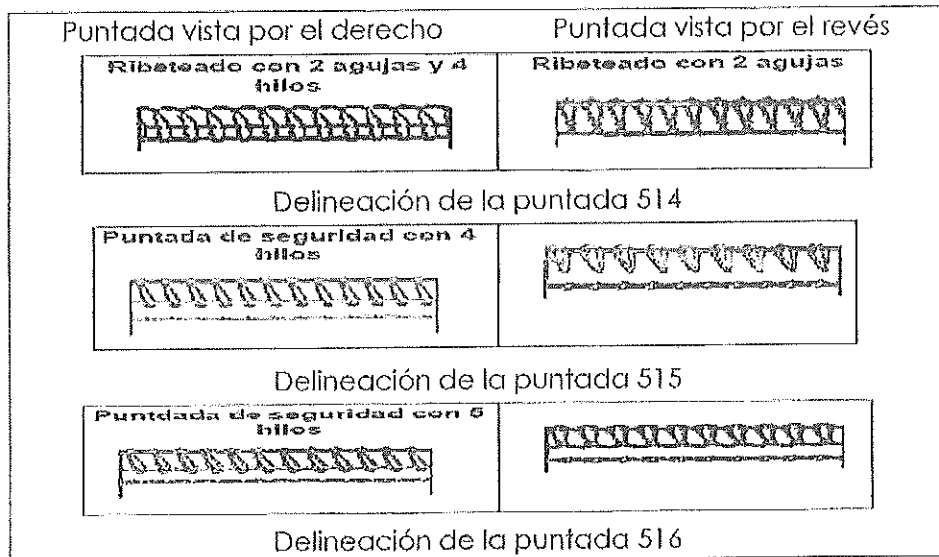 Puntada vista por el derecho
Puntada vista por el revés
Ribeteado con 2 agujas y 4
hilos
Ribeteado con 2 agujas
Delineación de la puntada 514
Puntada de seguridad con 4
hilos
Delineación de la puntada 515
Puntdada de seguridad con 5
hilos
Delineación de la puntada 516